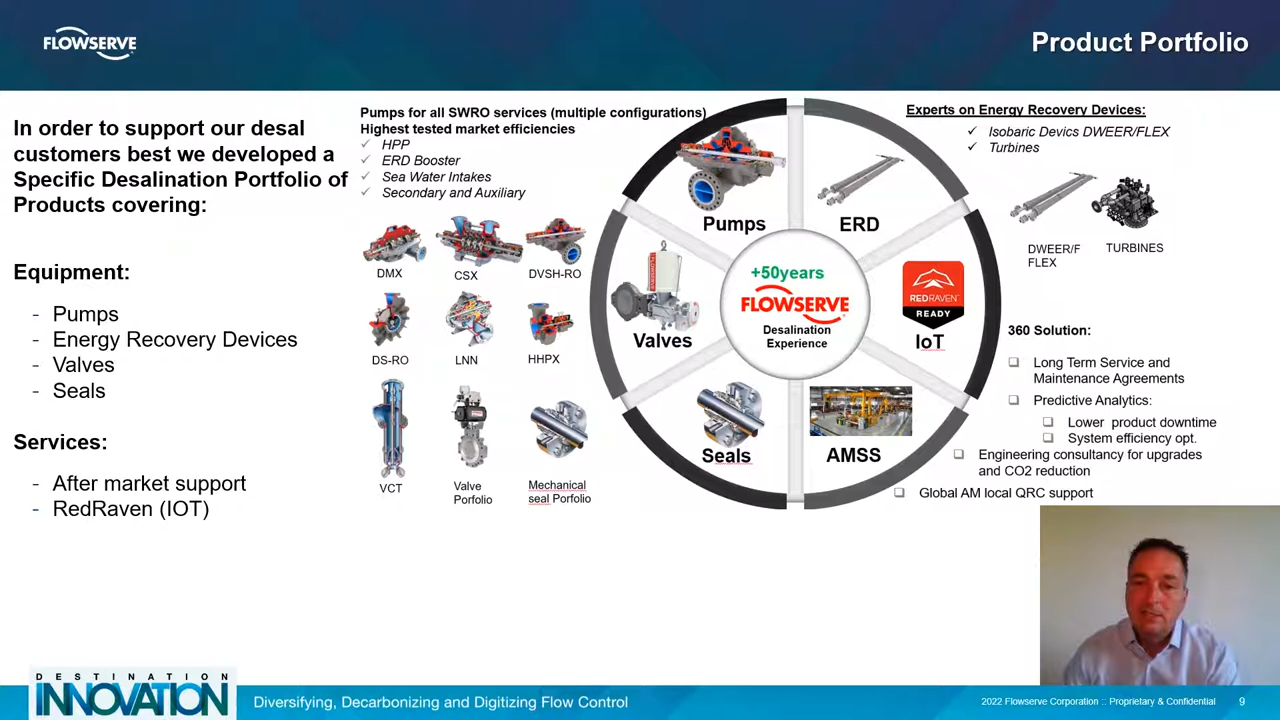 FLOWSERVE
Product Portfolio
In order to support our desal
customers best we developed a
Specific Desalination Portfolio of
Products covering:
Equipment:
- Pumps
- Energy Recovery Devices
- Valves
- Seals
Services:
- After market support
- RedRaven (IOT)
Pumps for all SWRO services (multiple configurations)
Highest tested market efficiencies
✓ HPP
✓ ERD Booster
✓ Sea Water Intakes
✓ Secondary and Auxiliary
DMX
CSX
DVSH-RO
DS-RO
LNN
HHPX
VCT
Valve
Porfolio
Mechanical
seal Porfolio
Pumps
ERD
Valves
+50years
FLOWSERVE
Desalination
Experience
REDRAVEN
READY
IoT
Seals
AMSS
Experts on Energy Recovery Devices:
✓ Isobaric Devics DWEER/FLEX
✓ Turbines
DWEER/F
FLEX
TURBINES
360 Solution:
❑ Long Term Service and
Maintenance Agreements
❑ Predictive Analytics:
❑ Lower product downtime
❑ System efficiency opt.
❑ Engineering consultancy for upgrades
and CO2 reduction
❑ Global AM local QRC support
DESTINATION
INNOVATION
Diversifying, Decarbonizing and Digitizing Flow Control
2022 Flowserve Corporation :: Proprietary & Confidential
9